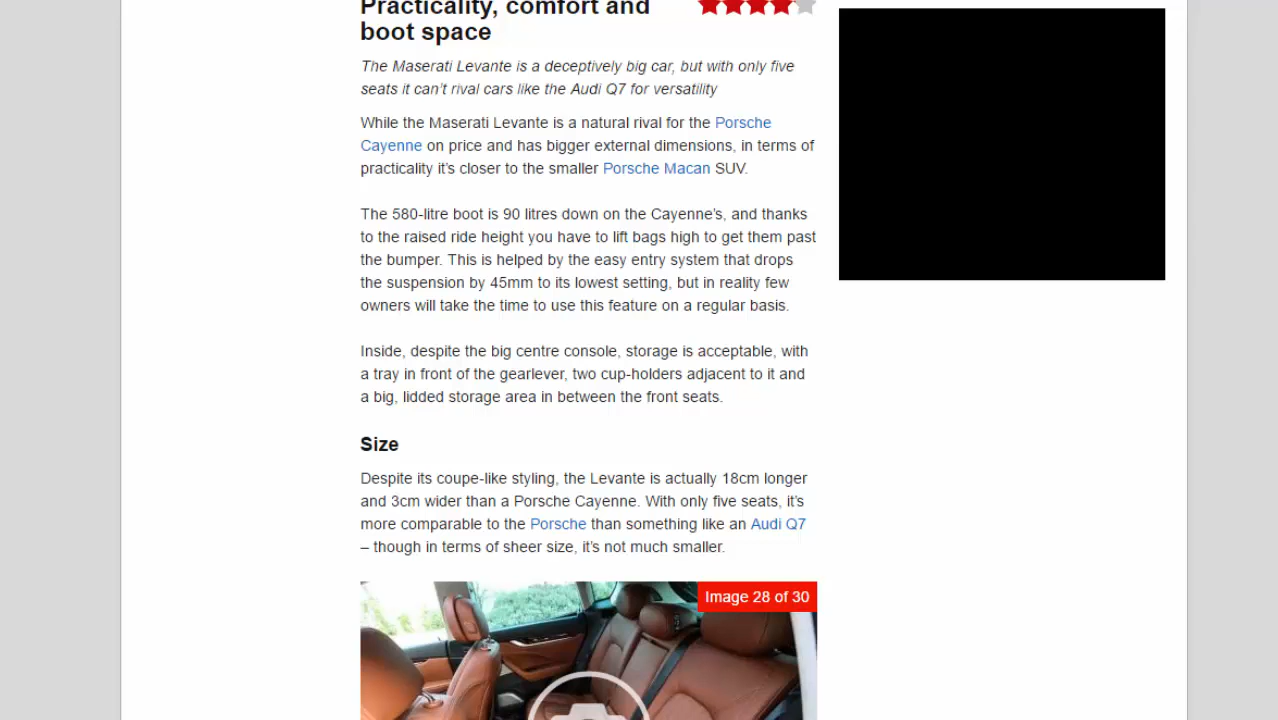 Practicality, comfort and
boot space
The Maserati Levante is a deceptively big car, but with only five
seats it can't rival cars like the Audi Q7 for versatility
While the Maserati Levante is a natural rival for the Porsche
Cayenne on price and has bigger external dimensions, in terms of
practicality it's closer to the smaller Porsche Macan SUV.
The 580-litre boot is 90 litres down on the Cayenne's, and thanks
to the raised ride height you have to lift bags high to get them past
the bumper. This is helped by the easy entry system that drops
the suspension by 45mm to its lowest setting, but in reality few
owners will take the time to use this feature on a regular basis.
Inside, despite the big centre console, storage is acceptable, with
a tray in front of the gearlever, two cup-holders adjacent to it and
a big, lidded storage area in between the front seats.
Size
Despite its coupe-like styling, the Levante is actually 18cm longer
and 3cm wider than a Porsche Cayenne. With only five seats, it's
more comparable to the Porsche than something like an Audi Q7
– though in terms of sheer size, it's not much smaller.
Image 28 of 30